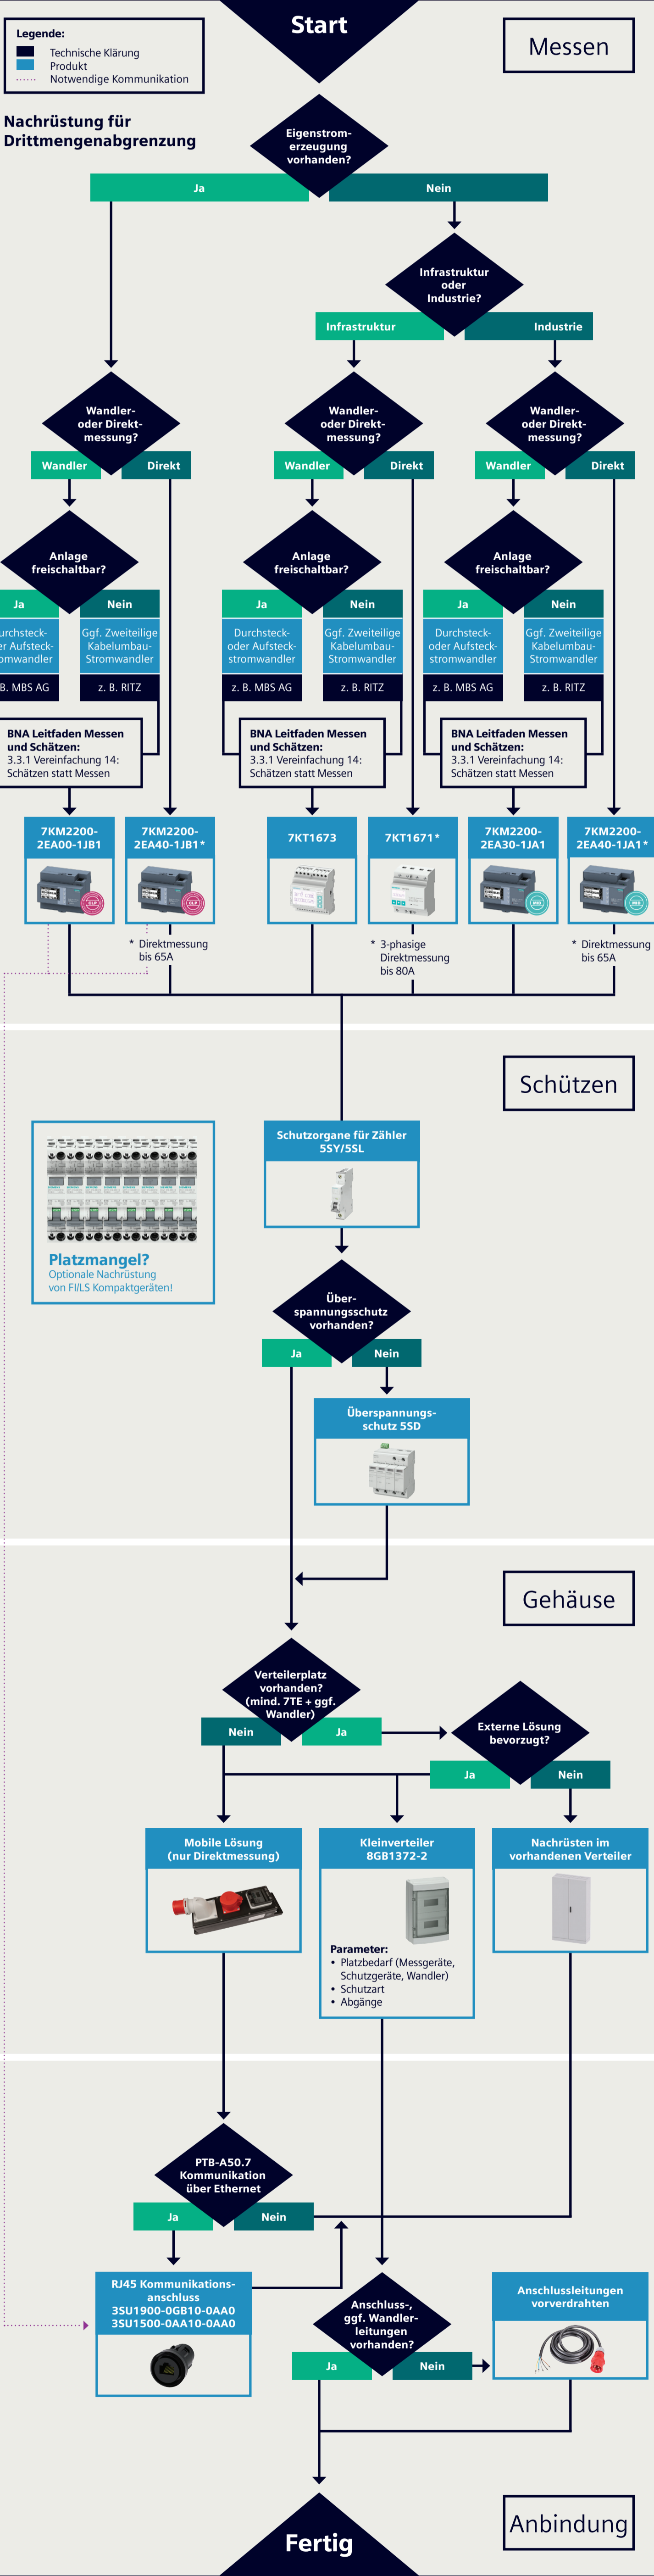 Start
Legende:
Technische Klärung
Produkt
Notwendige Kommunikation
Messen
Nachrüstung für
Drittmengenabgrenzung
Eigenstrom-
erzeugung
vorhanden?
Ja
Nein
Infrastruktur
oder
Industrie?
Infrastruktur
Industrie
Wandler-
oder Direkt-
messung?
Wandler
Direkt
Wandler-
oder Direkt-
messung?
Wandler
Direkt
Wandler-
oder Direkt-
messung?
Wandler
Direkt
Anlage
freischaltbar?
Ja
Nein
urchsteck-
er Aufsteck-
omwandler
Ggf. Zweiteilige
Kabelumbau-
Stromwandler
B. MBS AG
z. B. RITZ
Anlage
freischaltbar?
Ja
Nein
Durchsteck-
oder Aufsteck-
stromwandler
Ggf. Zweiteilige
Kabelumbau-
Stromwandler
z. B. MBS AG
z. B. RITZ
Anlage
freischaltbar?
Ja
Nein
Durchsteck-
oder Aufsteck-
stromwandler
Ggf. Zweiteilige
Kabelumbau-
Stromwandler
z. B. MBS AG
z. B. RITZ
BNA Leitfaden Messen
und Schätzen:
3.3.1 Vereinfachung 14:
Schätzen statt Messen
BNA Leitfaden Messen
und Schätzen:
3.3.1 Vereinfachung 14:
Schätzen statt Messen
BNA Leitfaden Messen
und Schätzen:
3.3.1 Vereinfachung 14:
Schätzen statt Messen
7KM2200-
2EA00-1JB1
7KM2200-
2EA40-1JB1*
7KT1673
7KT1671*
7KM2200-
2EA30-1JA1
7KM2200-
2EA40-1JA1*
* Direktmessung
bis 65A
* 3-phasige
Direktmessung
bis 80A
* Direktmessung
bis 65A
Schützen
Schutzorgane für Zähler
5SY/5SL
Platzmangel?
Optionale Nachrüstung
von FI/LS Kompaktgeräten!
Über-
spannungsschutz
vorhanden?
Ja
Nein
Überspannungs-
schutz 5SD
Gehäuse
Verteilerplatz
vorhanden?
(mind. 7TE + ggf.
Wandler)
Nein
Ja
Externe Lösung
bevorzugt?
Ja
Nein
Mobile Lösung
(nur Direktmessung)
Kleinverteiler
8GB1372-2
Parameter:
• Platzbedarf (Messgeräte,
Schutzgeräte, Wandler)
• Schutzart
• Abgänge
Nachrüsten im
vorhandenen Verteiler
PTB-A50.7
Kommunikation
über Ethernet
Ja
Nein
RJ45 Kommunikations-
anschluss
3SU1900-0GB10-0AA0
3SU1500-0AA10-0AA0
Anschluss-,
ggf. Wandler-
leitungen
vorhanden?
Ja
Nein
Anschlussleitungen
vorverdrahten
Anbindung
Fertig